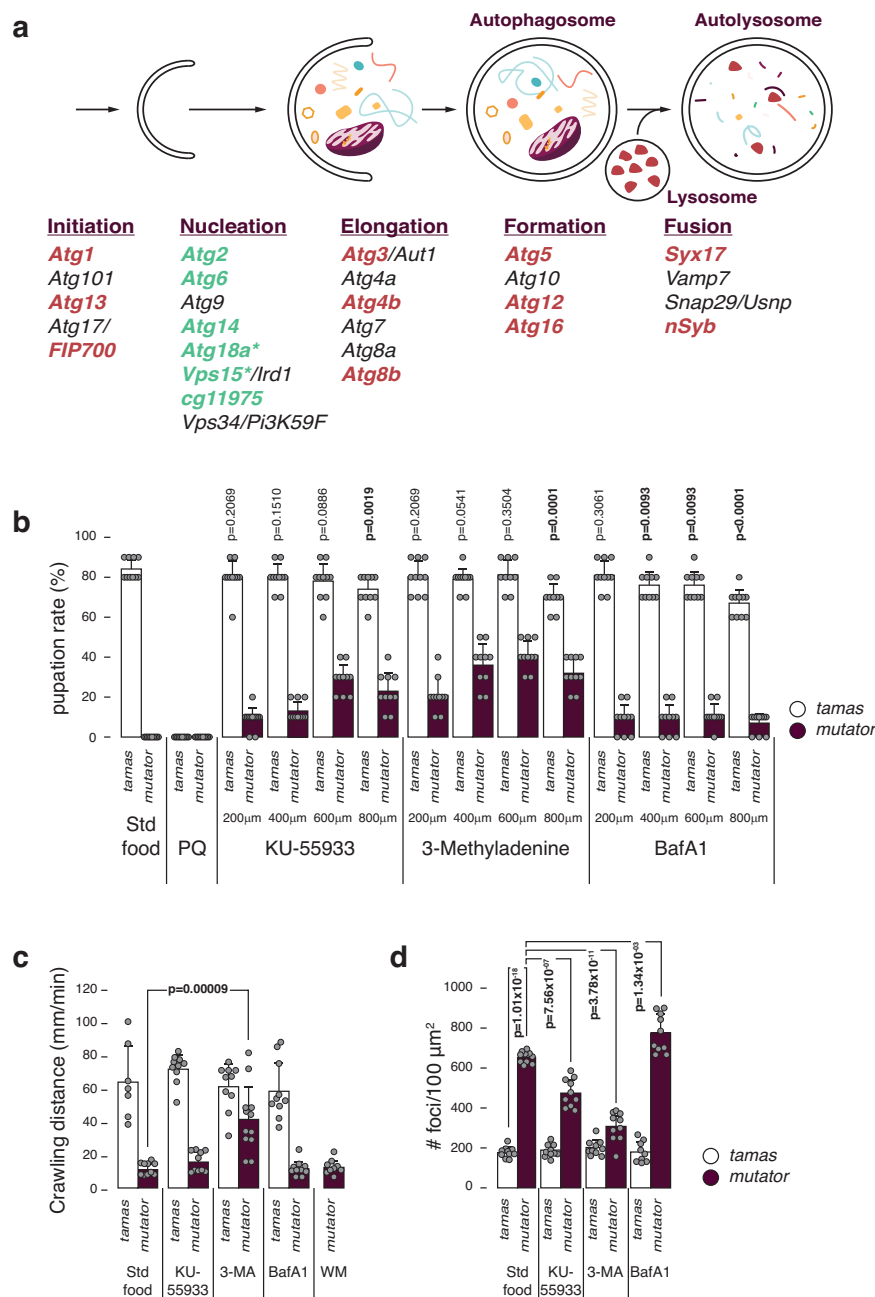 a
Autophagosome
Autolysosome
Lysosome
Initiation
Atg1
Atg101
Atg13
Atg17/
FIP700
Nucleation
Atg2
Atg6
Atg9
Atg14
Atg18a*
Vps15*/Ird1
cg11975
Vps34/Pi3K59F
Elongation
Atg3/Aut1
Atg4a
Atg4b
Atg7
Atg8a
Atg8b
Formation
Atg5
Atg10
Atg12
Atg16
Fusion
Syx17
Vamp7
Snap29/Usnp
nSyb
b
p=0.2069
p=0.1510
p=0.0886
p=0.0019
p=0.2069
p=0.0541
p=0.3504
p=0.0001
p=0.3061
p=0.0093
p=0.0093
p<0.0001
pupation rate (%)
100
80
60
40
20
0
tamas
mutator
tamas mutator tamas mutator tamas mutator tamas mutator tamas mutator tamas mutator tamas mutator tamas mutator tamas mutator tamas mutator tamas mutator tamas mutator tamas mutator tamas mutator
200μm 400μm 600μm 800μm 200μm 400μm 600μm 800μm 200μm 400μm 600μm 800μm
Std food PQ KU-55933 3-Methyladenine BafA1
c
Crawling distance (mm/min)
120
100
80
60
40
20
0
p=0.00009
tamas mutator tamas mutator tamas mutator tamas mutator mutator
Std food KU-55933 3-MA BafA1 WM
d
# foci/100 μm²
1000
800
600
400
200
0
p=1.01x10⁻¹⁸
p=7.56x10⁻⁰⁷
p=3.78x10⁻¹¹
p=1.34x10⁻⁰³
tamas mutator tamas mutator tamas mutator tamas mutator
Std food KU-55933 3-MA BafA1
tamas
mutator